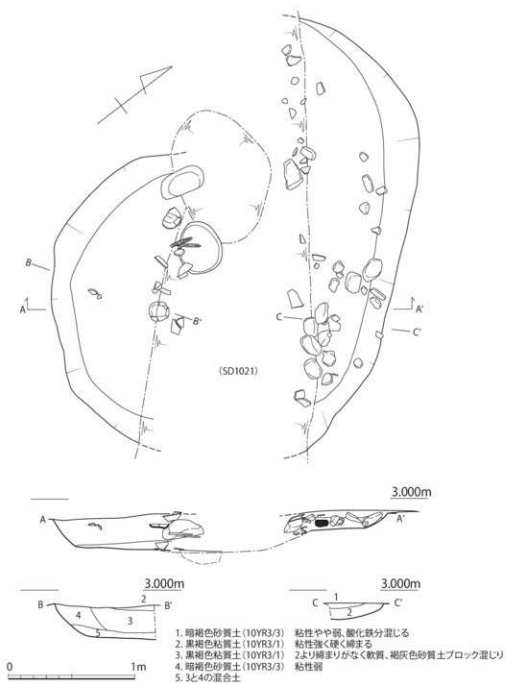 B
A
B'
C
A'
C'
(SD1021)
3.000m
A
A'
3.000m
3.000m
B
2
B'
4
3
5
C
1
C'
2
1. 暗褐色砂質土(10YR3/3) 粘性やや弱、酸化鉄分混じる
2. 黒褐色粘質土(10YR3/1) 粘性強く硬く締まる
3. 黒褐色粘質土(10YR3/1) 2より締まりがなく軟質、褐灰色砂質土ブロック混じり
4. 暗褐色砂質土(10YR3/3) 粘性弱
5. 3と4の混合土
0 1m